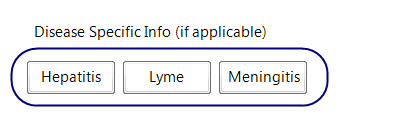 Disease Specific Info (if applicable)
Hepatitis Lyme Meningitis